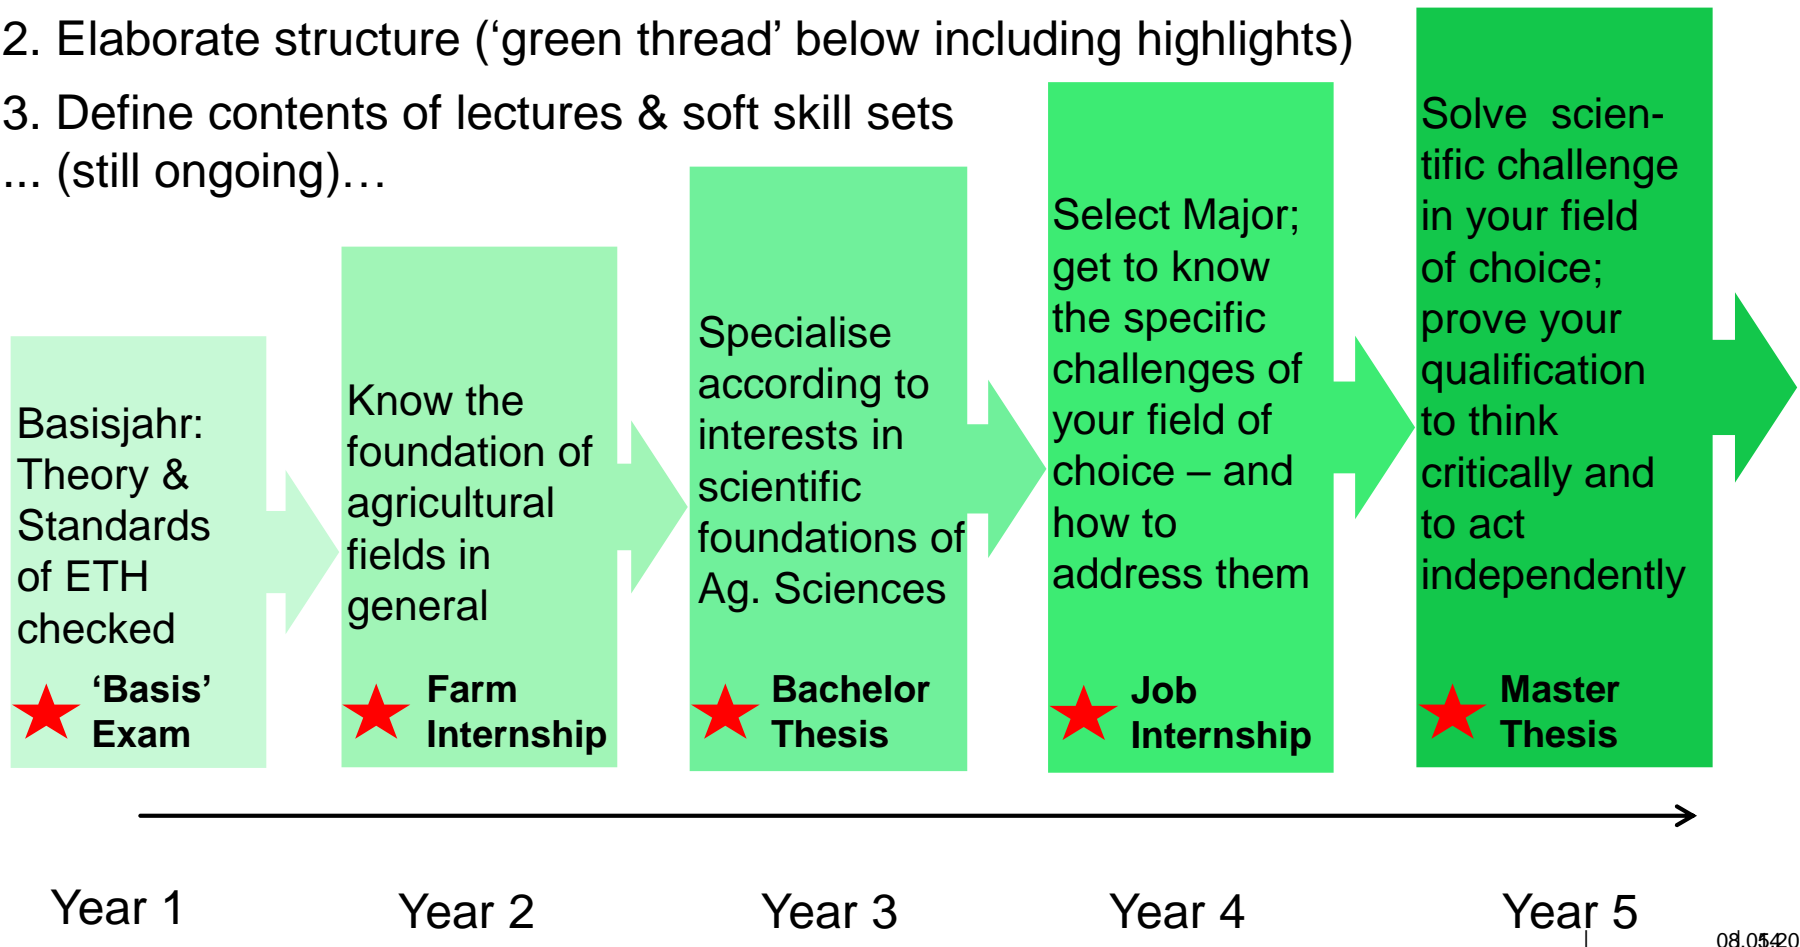 2. Elaborate structure (‘green thread’ below including highlights)
3. Define contents of lectures & soft skill sets
... (still ongoing)…
Basisjahr:
Theory &
Standards
of ETH
checked
‘Basis’
Exam
Know the
foundation of
agricultural
fields in
general
Farm
Internship
Specialise
according to
interests in
scientific
foundations of
Ag. Sciences
Bachelor
Thesis
Select Major;
get to know
the specific
challenges of
your field of
choice – and
how to
address them
Job
Internship
Solve scien-
tific challenge
in your field
of choice;
prove your
qualification
to think
critically and
to act
independently
Master
Thesis
Year 1
Year 2
Year 3
Year 4
Year 5